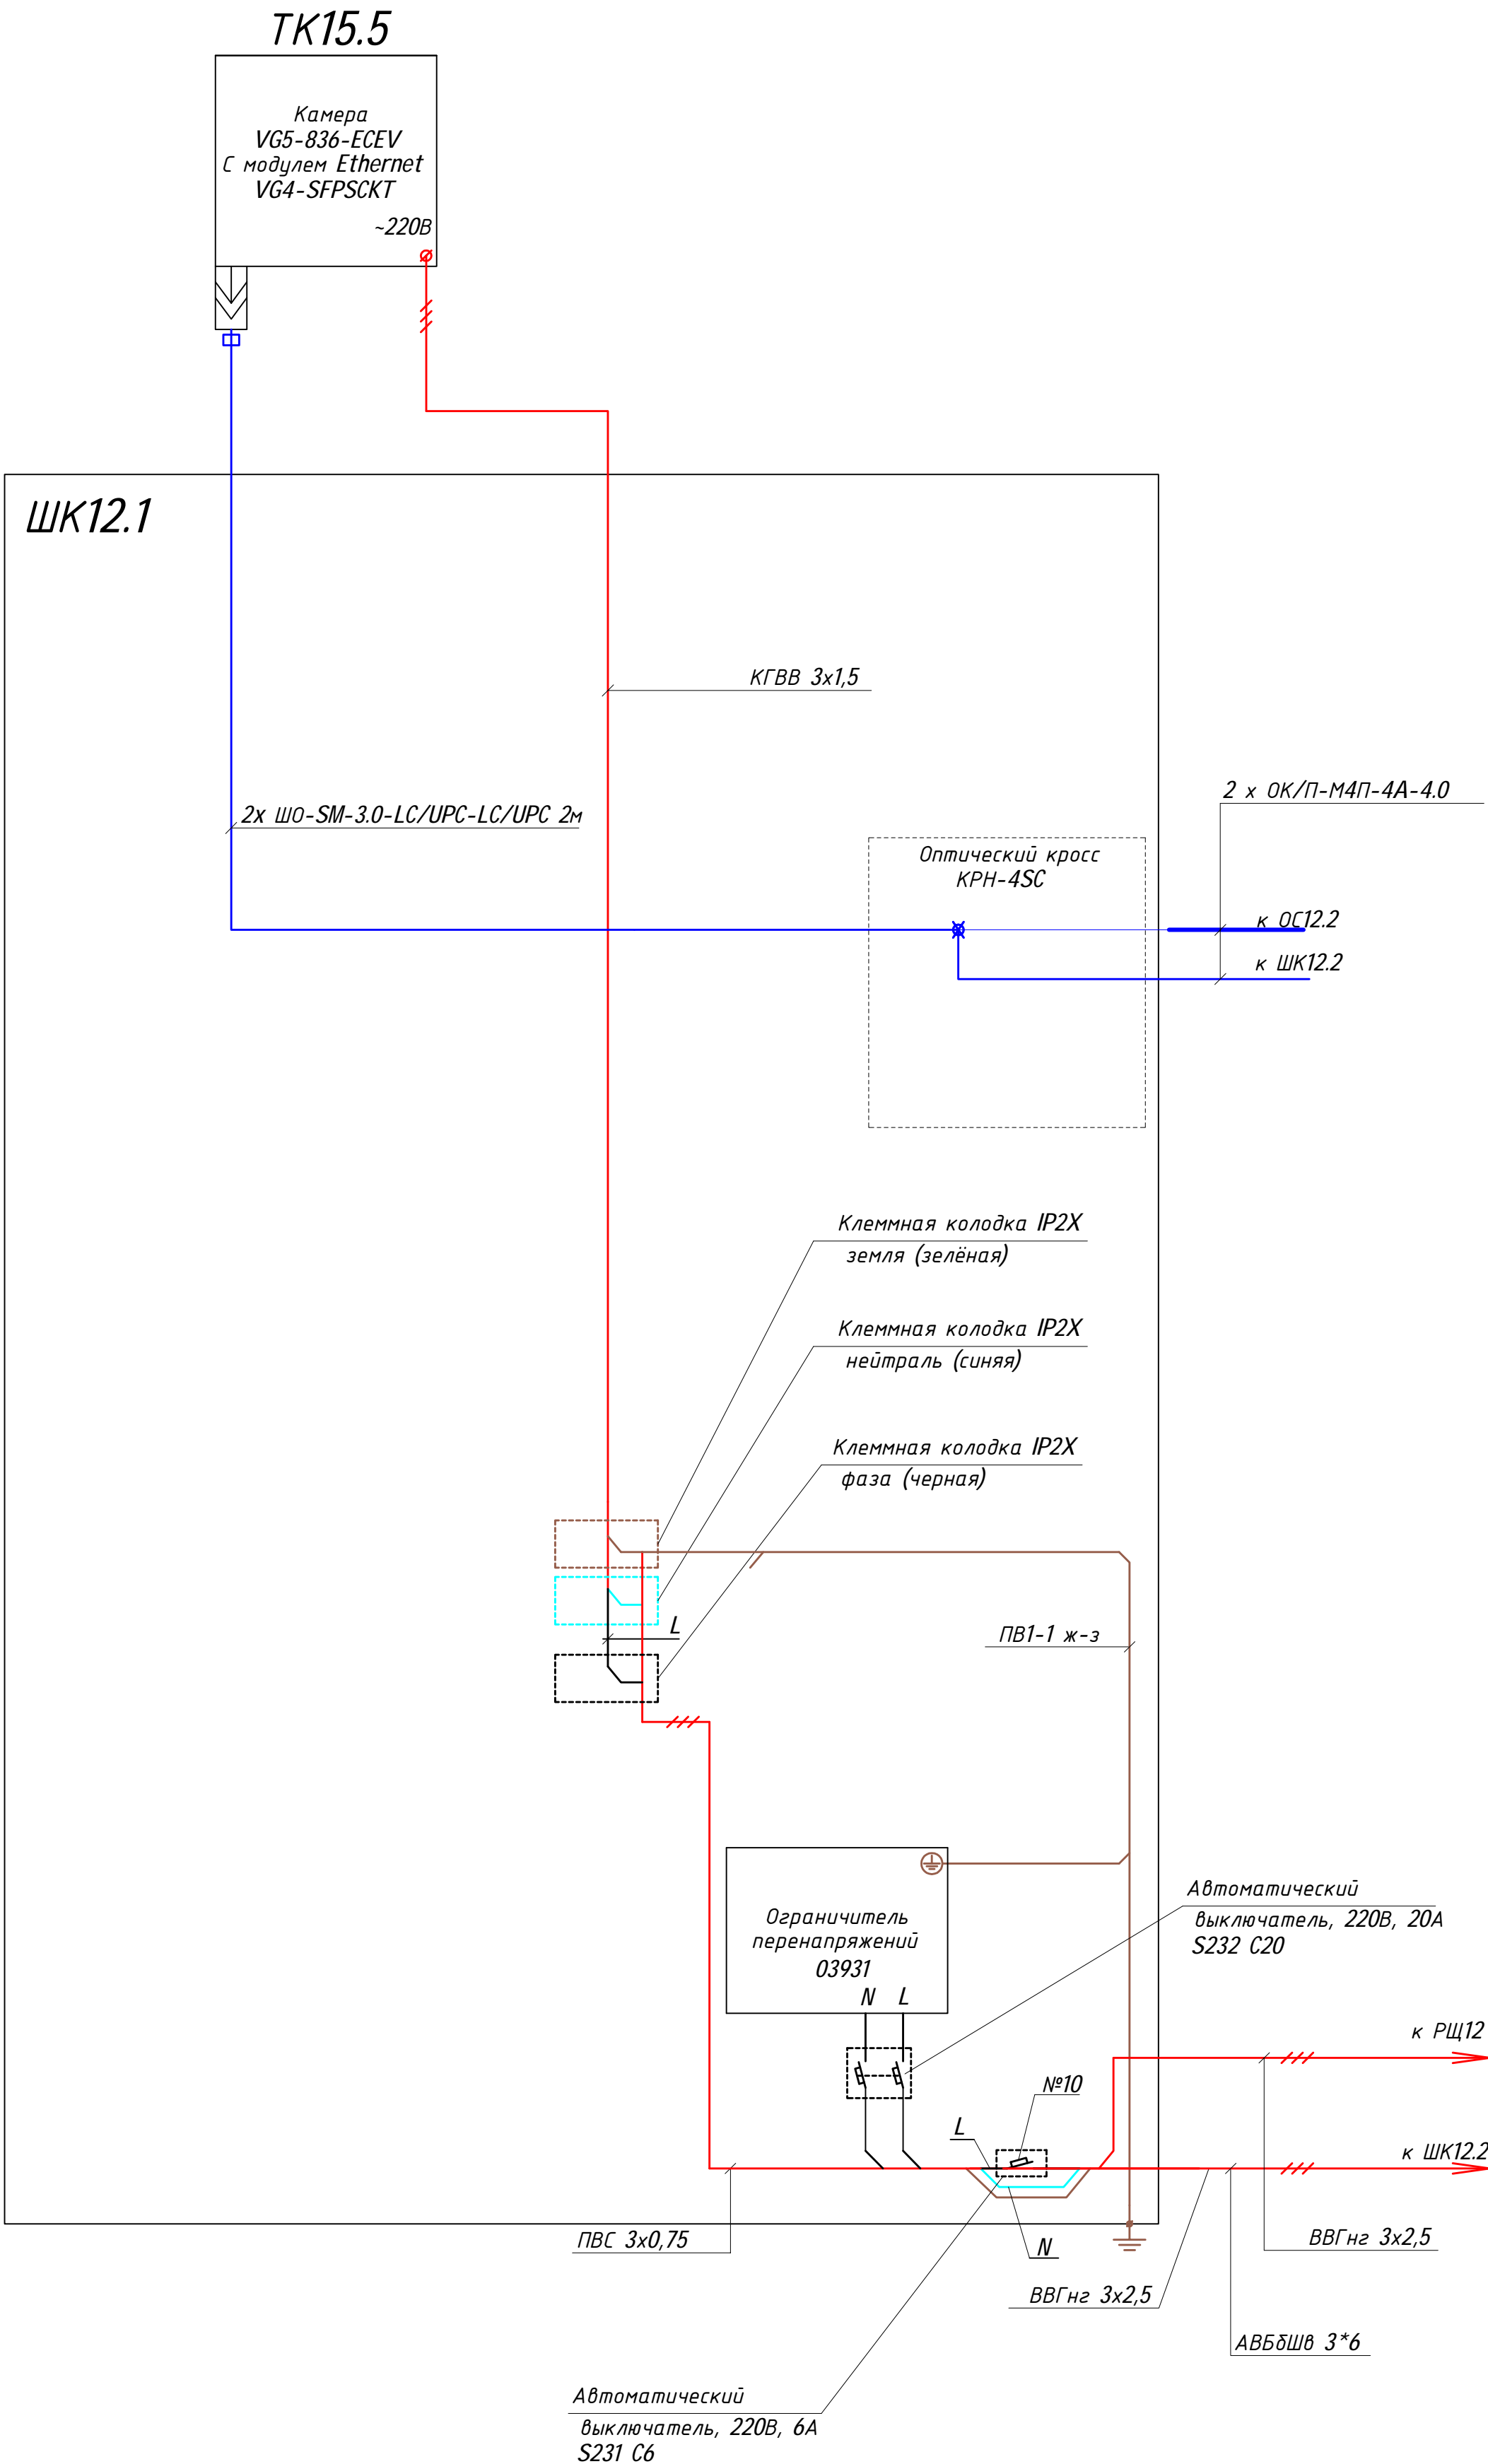 ТК15.5
Камера
VG5-836-ECEV
С модулем Ethernet
VG4-SFPSCKT
~220В
ШК12.1
КГВВ 3х1,5
2х ШО-SM-3.0-LC/UPC-LC/UPC 2м
2 х ОК/П-М4П-4А-4.0
Оптический кросс
КРН-4SC
к ОС12.2
к ШК12.2
Клеммная колодка IP2X
земля (зелёная)
Клеммная колодка IP2X
нейтраль (синяя)
Клеммная колодка IP2X
фаза (черная)
L
ПВ1-1 ж-з
Ограничитель
перенапряжений
03931
N L
Автоматический
выключатель, 220В, 20А
S232 C20
к РЩ12
№10
L
к ШК12.2
ПВС 3х0,75
N
ВВГнг 3х2,5
ВВГнг 3х2,5
АВБбШв 3*6
Автоматический
выключатель, 220В, 6А
S231 C6